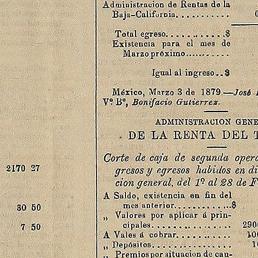 Administracion de Rentas de la
Baja-California. . . . . . . . . . .
Total egreso. . . . . . . . . $
Existencia para el mes de
Marzo próximo. . . . . . . . . .
Igual al ingreso. . $
México, Marzo 3 de 1879.—José
Vº Bº, Bonifacio Gutierrez.
ADMINISTRACION GENE
DE LA RENTA DEL T
Corte de caja de segunda opera
gresos y egresos habidos en di
cion general, del 1º al 28 de F
A Saldo, existencia en fin del
mes anterior. . . . . . . . . . . $
2170 27
„ Valores por aplicar á prin-
cipales. . . . . . . . . . . . . 290
30 50
A Vales á cobrar. . . . . . . . 100
7 50
„ Depósitos. . . . . . . . . . .
„ Premios por situacion de cau-